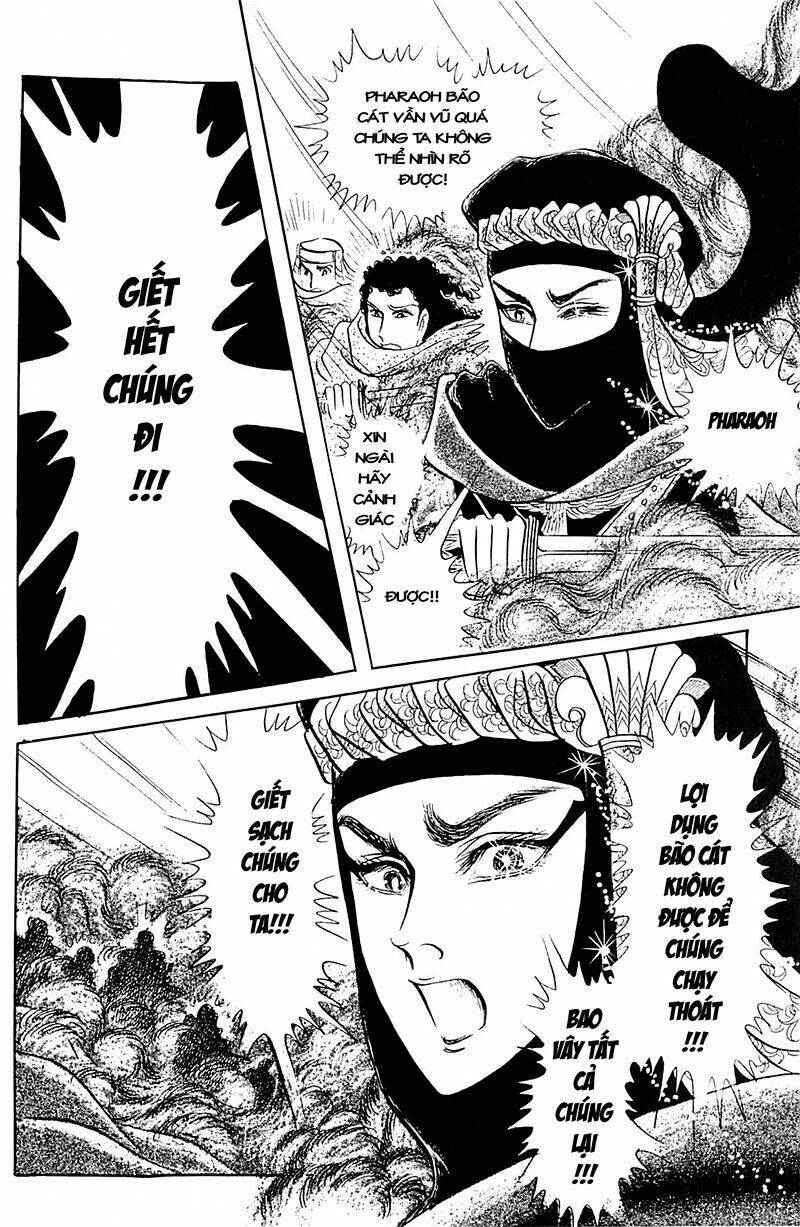 PHARAOH BÃO
CÁT VẦN VŨ QUÁ
CHÚNG TA KHÔNG
THỂ NHÌN RÕ
ĐƯỢC!
PHARAOH
XIN
NGÀI
HÃY
CẢNH
GIÁC
ĐƯỢC!!
GIẾT
HẾT
CHÚNG
ĐI
!!!
LỢI
DỤNG
BÃO CÁT
KHÔNG
ĐƯỢC ĐỂ
CHÚNG
CHẠY
THOÁT
!!!
BAO
VÂY TẤT
CẢ
CHÚNG LẠI
!!!
GIẾT
SẠCH
CHÚNG
CHO
TA!!!